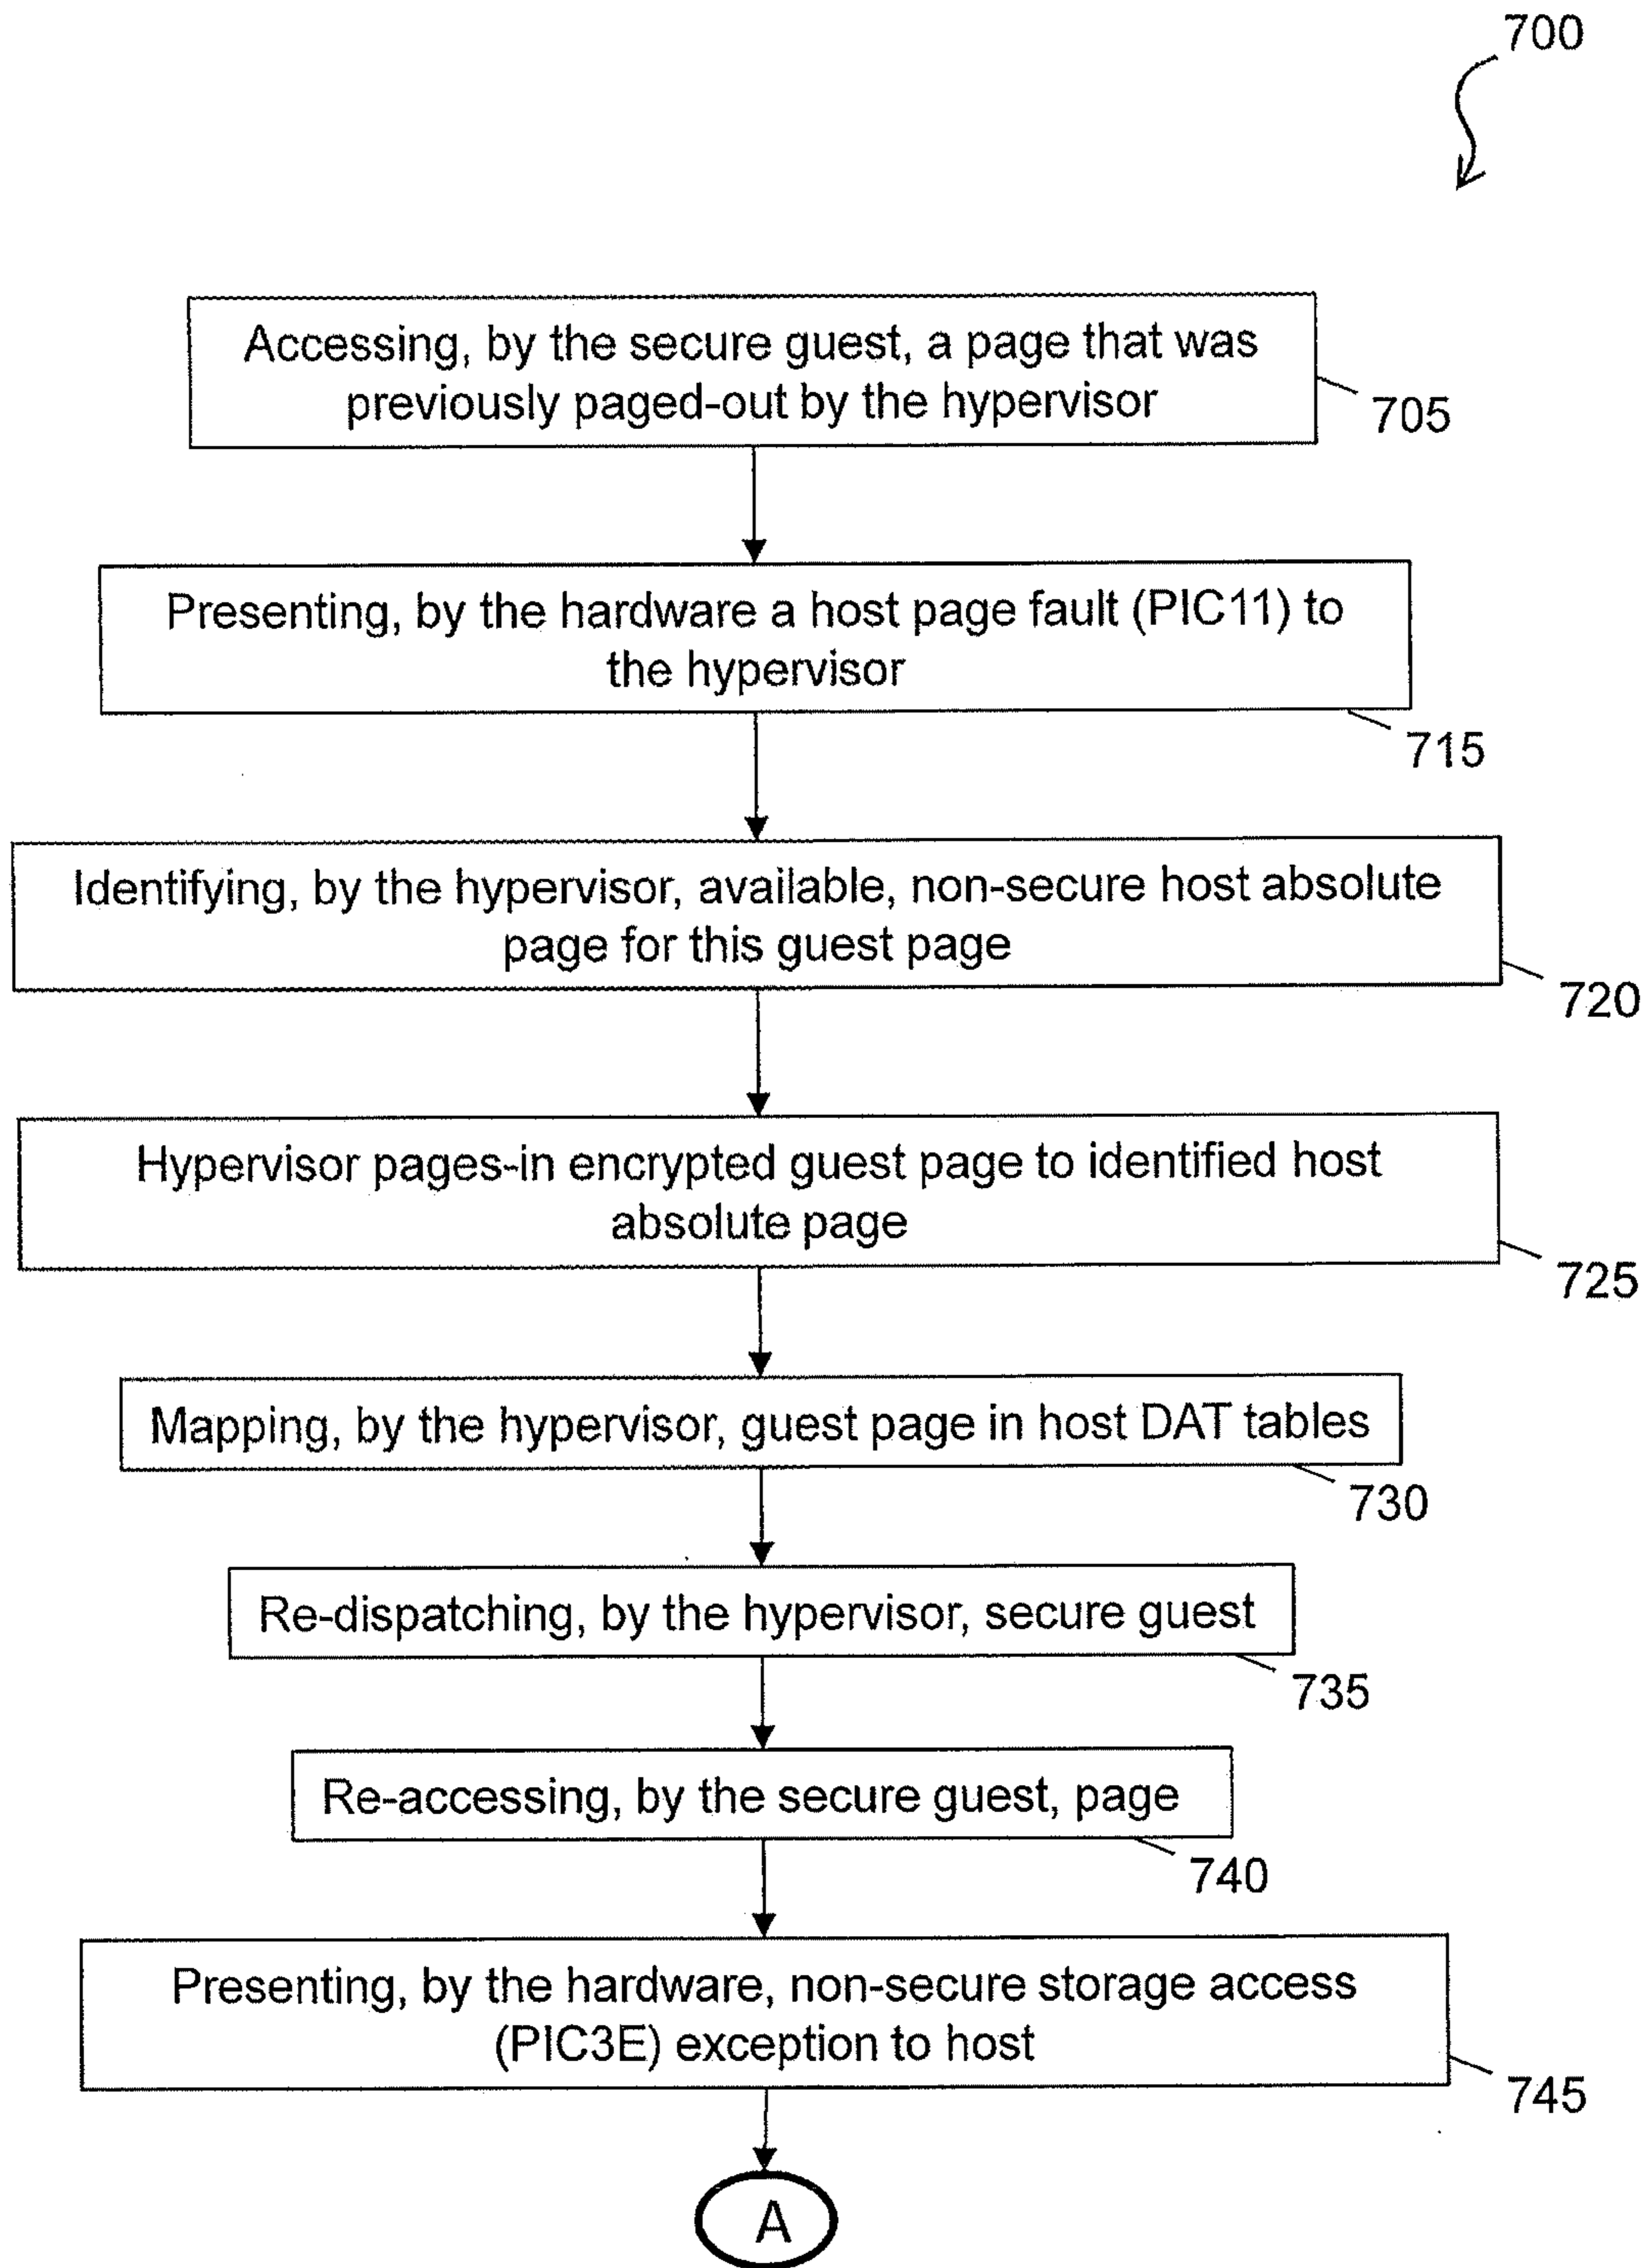 700
Accessing, by the secure guest, a page that was
previously paged-out by the hypervisor
705
Presenting, by the hardware a host page fault (PIC11) to
the hypervisor
715
Identifying, by the hypervisor, available, non-secure host absolute
page for this guest page
720
Hypervisor pages-in encrypted guest page to identified host
absolute page
725
Mapping, by the hypervisor, guest page in host DAT tables
730
Re-dispatching, by the hypervisor, secure guest
735
Re-accessing, by the secure guest, page
740
Presenting, by the hardware, non-secure storage access
(PIC3E) exception to host
745
A